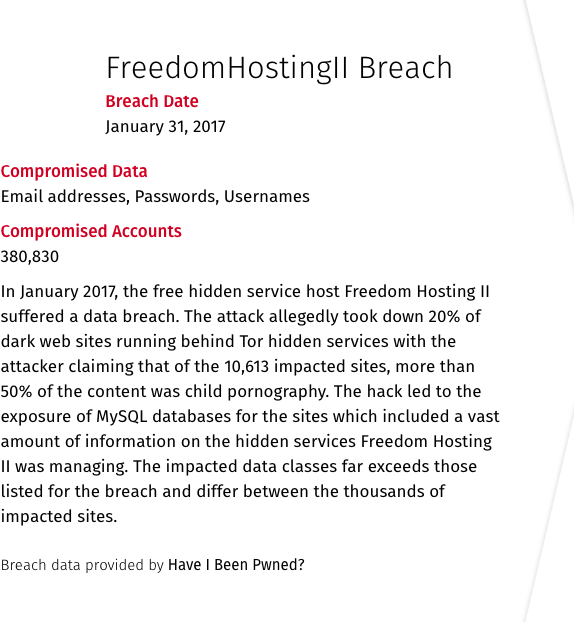 FreedomHostingII Breach
Breach Date
January 31, 2017
Compromised Data
Email addresses, Passwords, Usernames
Compromised Accounts
380,830
In January 2017, the free hidden service host Freedom Hosting II
suffered a data breach. The attack allegedly took down 20% of
dark web sites running behind Tor hidden services with the
attacker claiming that of the 10,613 impacted sites, more than
50% of the content was child pornography. The hack led to the
exposure of MySQL databases for the sites which included a vast
amount of information on the hidden services Freedom Hosting
II was managing. The impacted data classes far exceeds those
listed for the breach and differ between the thousands of
impacted sites.
Breach data provided by Have I Been Pwned?